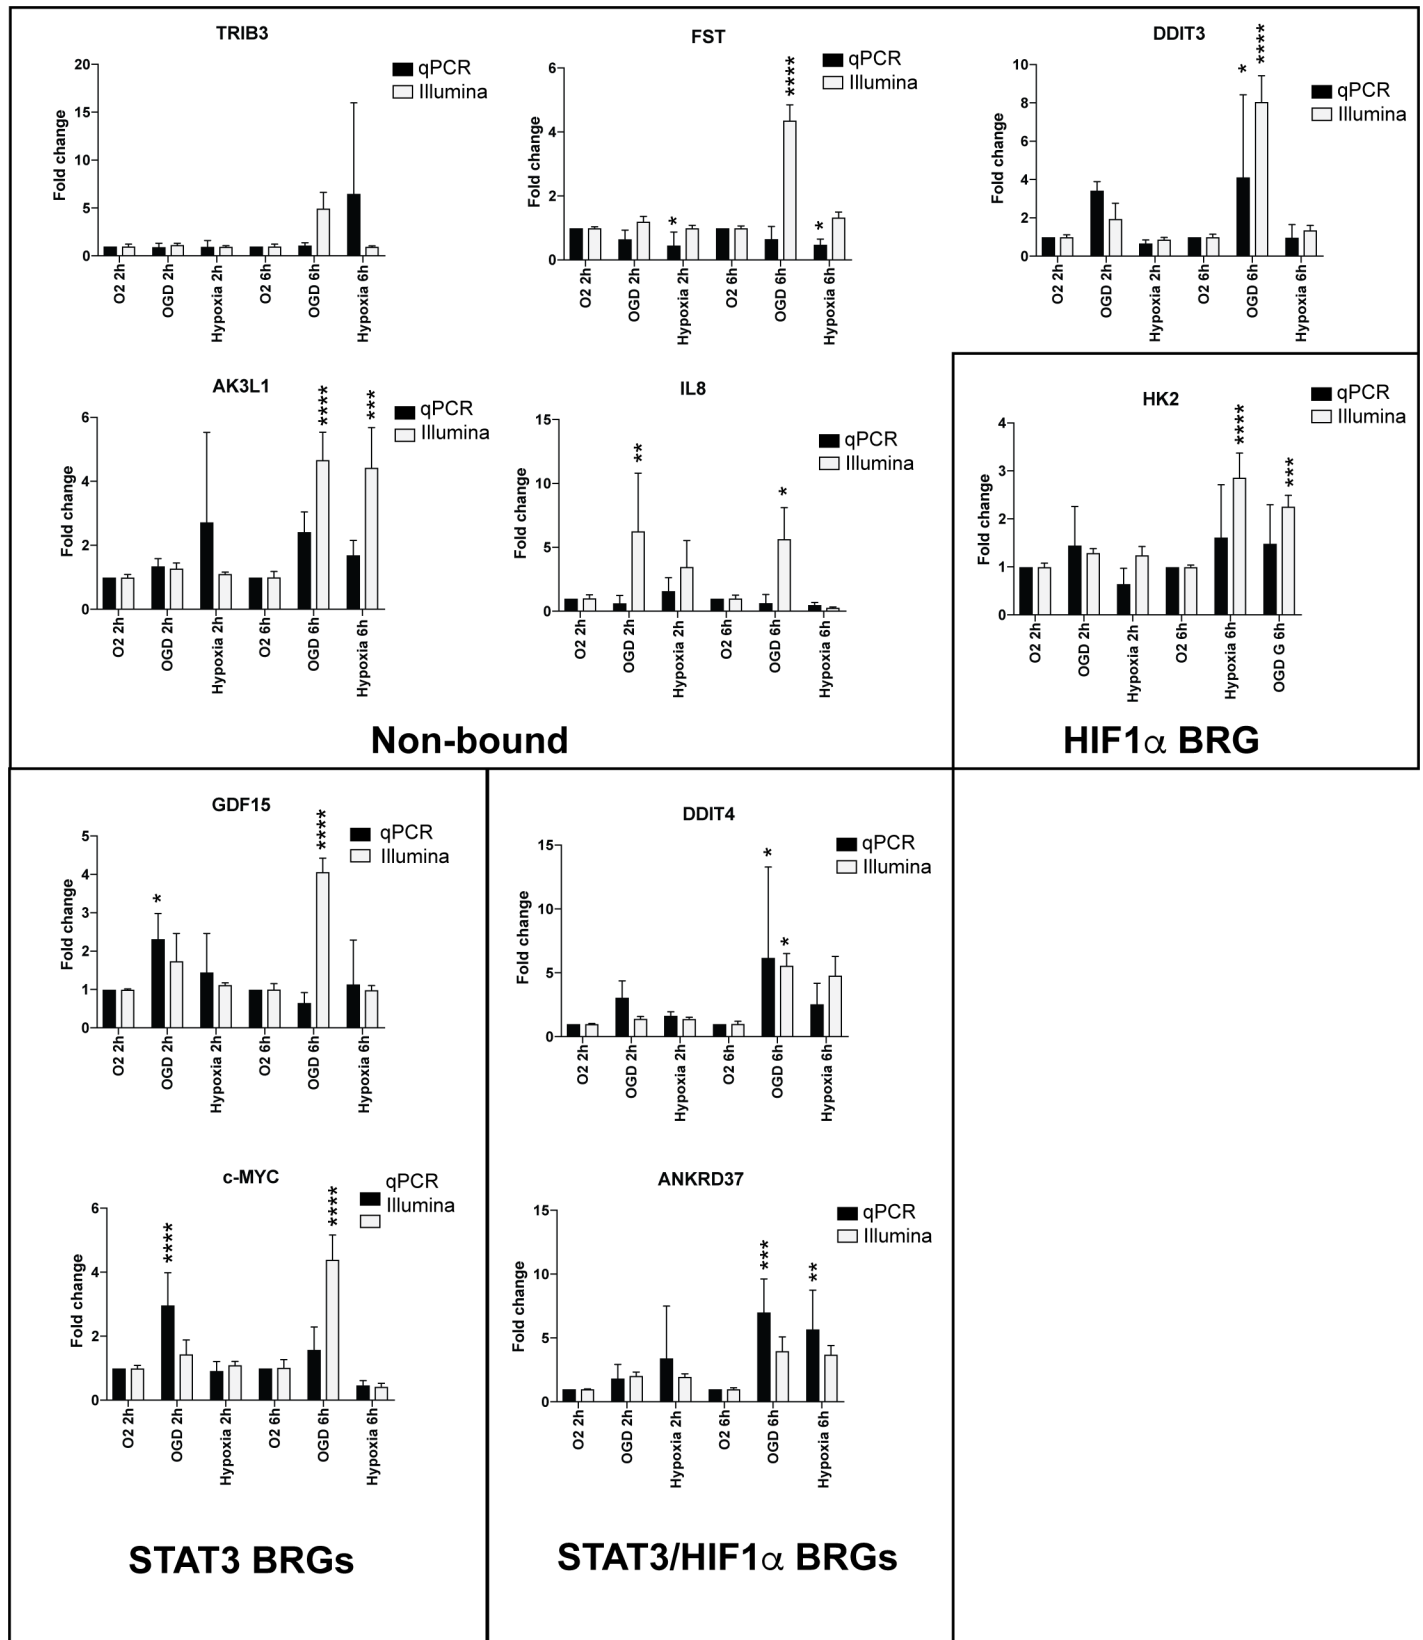 TRIB3
qPCR
Illumina
Fold change
20
15
10
5
0
O2 2h
OGD 2h
Hypoxia 2h
O2 6h
OGD 6h
Hypoxia 6h
FST
qPCR
Illumina
Fold change
6
4
2
0
*
****
*
O2 2h
OGD 2h
Hypoxia 2h
O2 6h
OGD 6h
Hypoxia 6h
DDIT3
qPCR
Illumina
Fold change
10
8
6
4
2
0
*
****
O2 2h
OGD 2h
Hypoxia 2h
O2 6h
OGD 6h
Hypoxia 6h
AK3L1
qPCR
Illumina
Fold change
6
4
2
0
****
***
O2 2h
OGD 2h
Hypoxia 2h
O2 6h
OGD 6h
Hypoxia 6h
IL8
qPCR
Illumina
Fold change
15
10
5
0
**
*
O2 2h
OGD 2h
Hypoxia 2h
O2 6h
OGD 6h
Hypoxia 6h
Non-bound
HK2
qPCR
Illumina
Fold change
4
3
2
1
0
****
***
O2 2h
OGD 2h
Hypoxia 2h
O2 6h
Hypoxia 6h
OGD G 6h
HIF1α BRG
GDF15
qPCR
Illumina
Fold change
5
4
3
2
1
0
*
****
O2 2h
OGD 2h
Hypoxia 2h
O2 6h
OGD 6h
Hypoxia 6h
c-MYC
qPCR
Illumina
Fold change
6
4
2
0
****
****
O2 2h
OGD 2h
Hypoxia 2h
O2 6h
OGD 6h
Hypoxia 6h
STAT3 BRGs
DDIT4
qPCR
Illumina
Fold change
15
10
5
0
*
*
O2 2h
OGD 2h
Hypoxia 2h
O2 6h
OGD 6h
Hypoxia 6h
ANKRD37
qPCR
Illumina
Fold change
15
10
5
0
***
**
O2 2h
OGD 2h
Hypoxia 2h
O2 6h
OGD 6h
Hypoxia 6h
STAT3/HIF1α BRGs